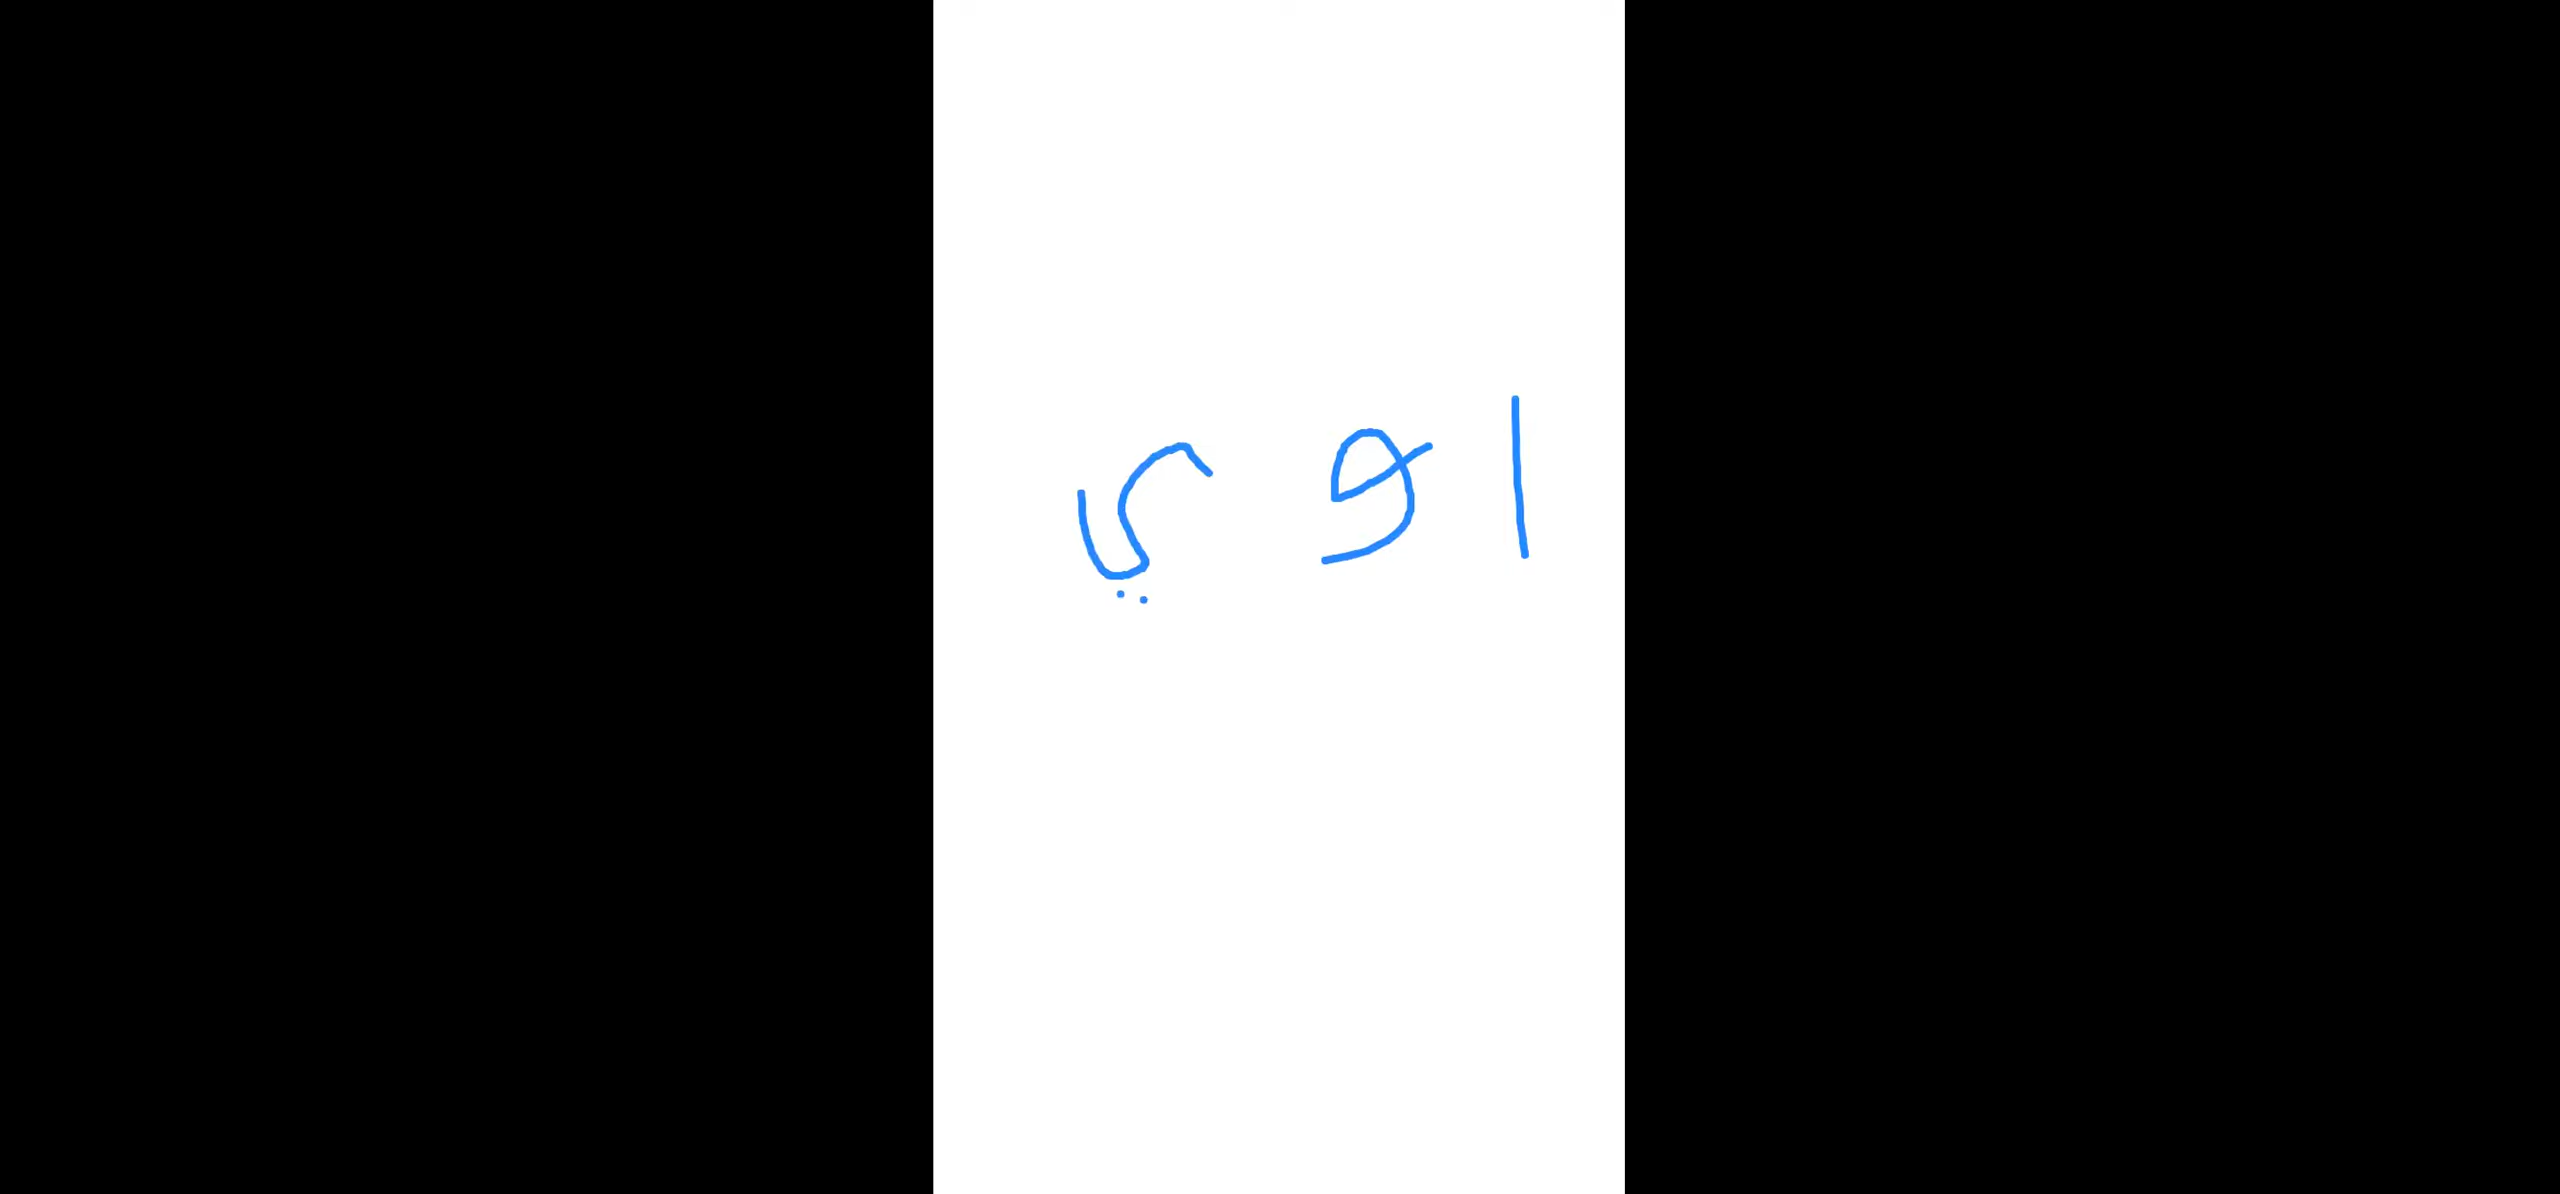 ا و ي